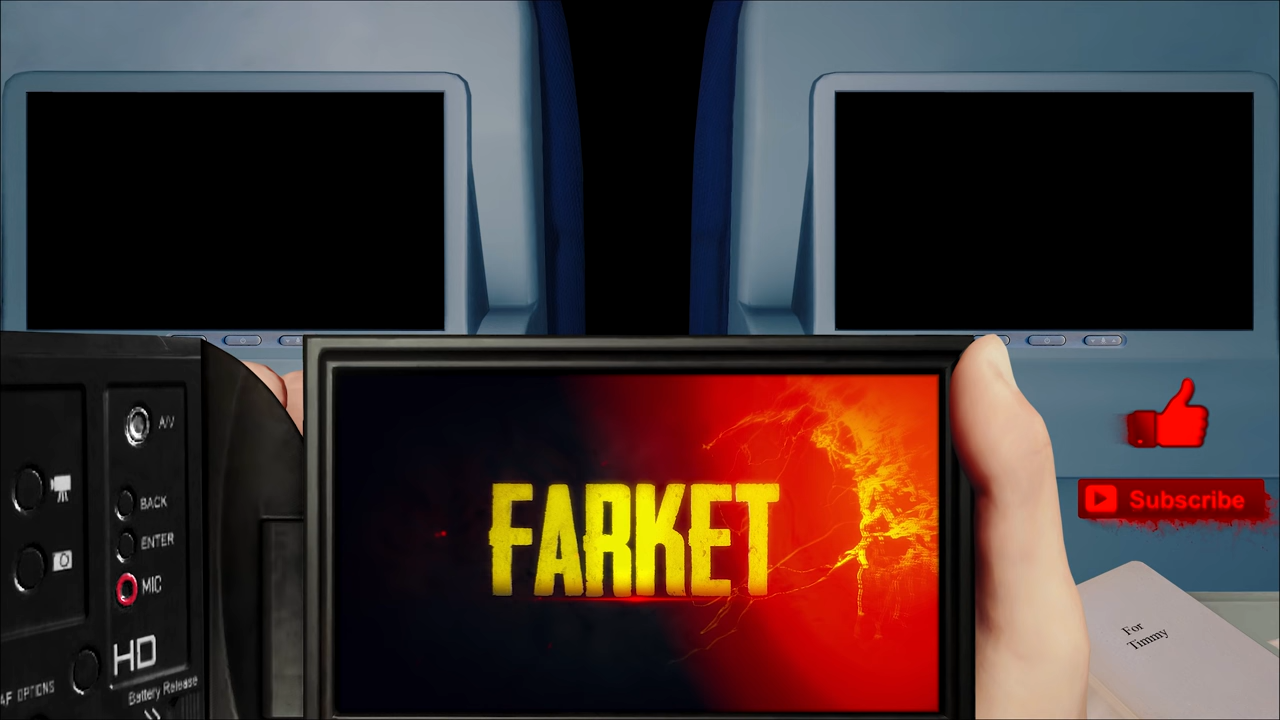 FARKET
A/V
BACK
ENTER
MIC
HD
AF OPTIONS
Battery Release
Subscribe
For
Timmy